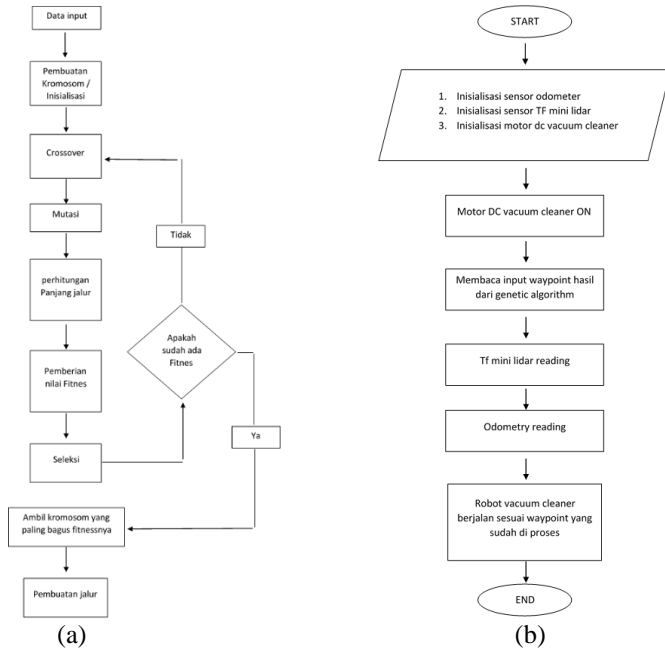 Data input
Pembuatan
Kromosom /
Inisialisasi
Crossover
Mutasi
perhitungan
Panjang jalur
Pemberian
nilai Fitnes
Seleksi
Tidak
Apakah
sudah ada
Fitnes
Ya
Ambil kromosom yang
paling bagus fitnessnya
Pembuatan jalur
(a)
START
1. Inisialisasi sensor odometer
2. Inisialisasi sensor TF mini lidar
3. Inisialisasi motor dc vacuum cleaner
Motor DC vacuum cleaner ON
Membaca input waypoint hasil
dari genetic algorithm
Tf mini lidar reading
Odometry reading
Robot vacuum cleaner
berjalan sesuai waypoint yang
sudah di proses
END
(b)